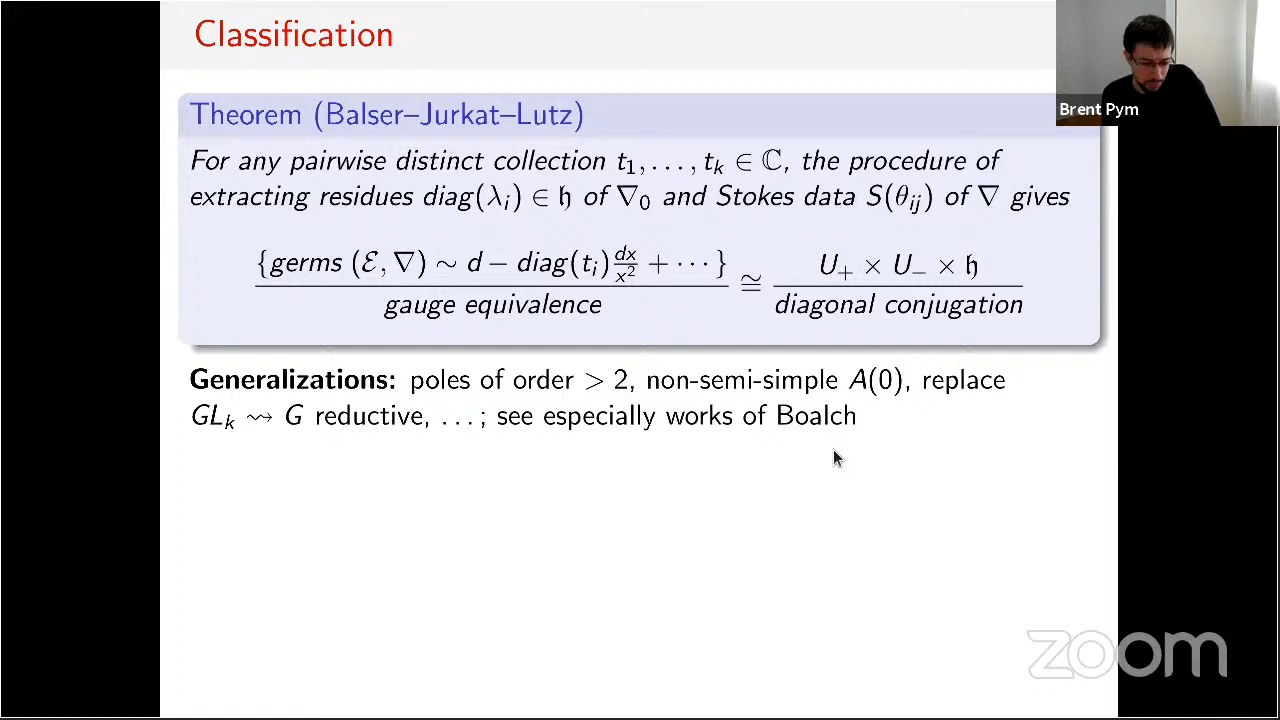 Classification
Brent Pym
Theorem (Balser–Jurkat–Lutz)
For any pairwise distinct collection t₁, . . . , tₖ ∈ ℂ, the procedure of
extracting residues diag(λᵢ) ∈ 𝔥 of ∇₀ and Stokes data S(θᵢⱼ) of ∇ gives
{germs (ℰ, ∇) ∼ d − diag(tᵢ) dx/x² + · · · } / gauge equivalence ≅ U₊ × U₋ × 𝔥 / diagonal conjugation
Generalizations: poles of order > 2, non-semi-simple A(0), replace
GLₖ ⇝ G reductive, . . . ; see especially works of Boalch
zoom